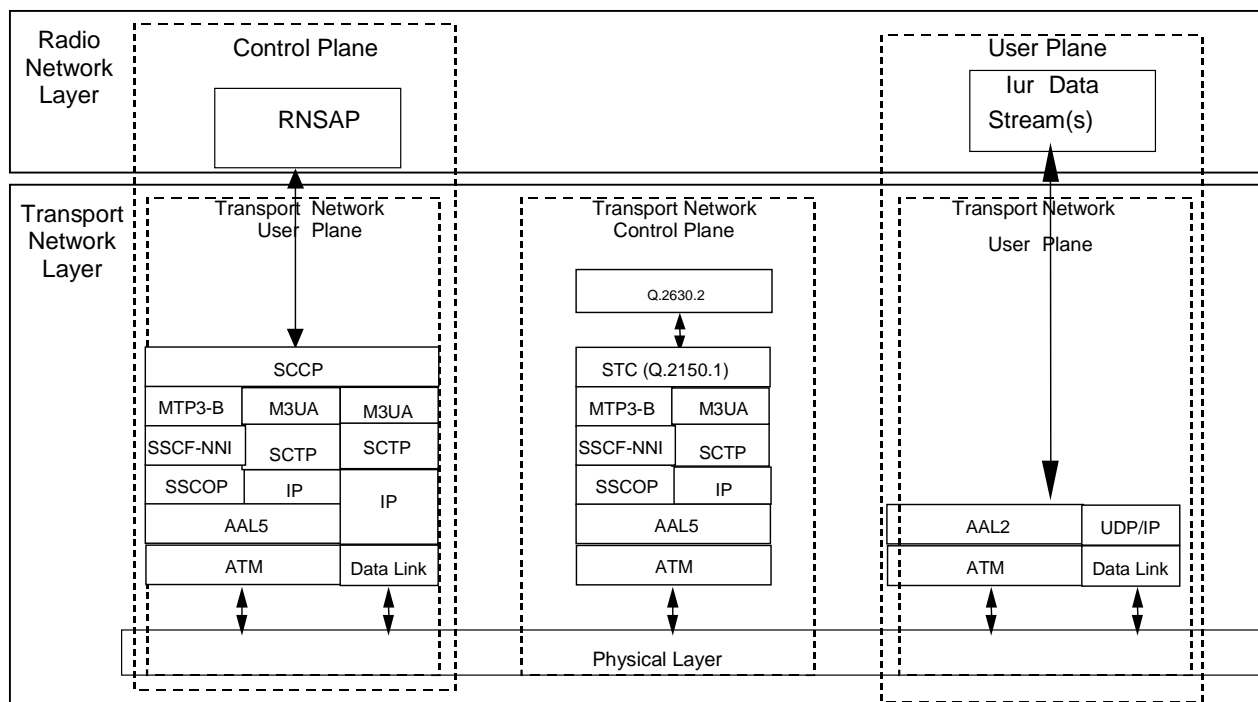 Radio
Network
Layer
Control Plane
RNSAP
User Plane
Iur Data
Stream(s)
Transport
Network
Layer
Transport Network
User Plane
SCCP
MTP3-B
M3UA
M3UA
SSCF-NNI
SCTP
SCTP
SSCOP
IP
IP
AAL5
ATM
Data Link
Transport Network
Control Plane
Q.2630.2
STC (Q.2150.1)
MTP3-B
M3UA
SSCF-NNI
SCTP
SSCOP
IP
AAL5
ATM
Transport Network
User Plane
AAL2
UDP/IP
ATM
Data Link
Physical Layer